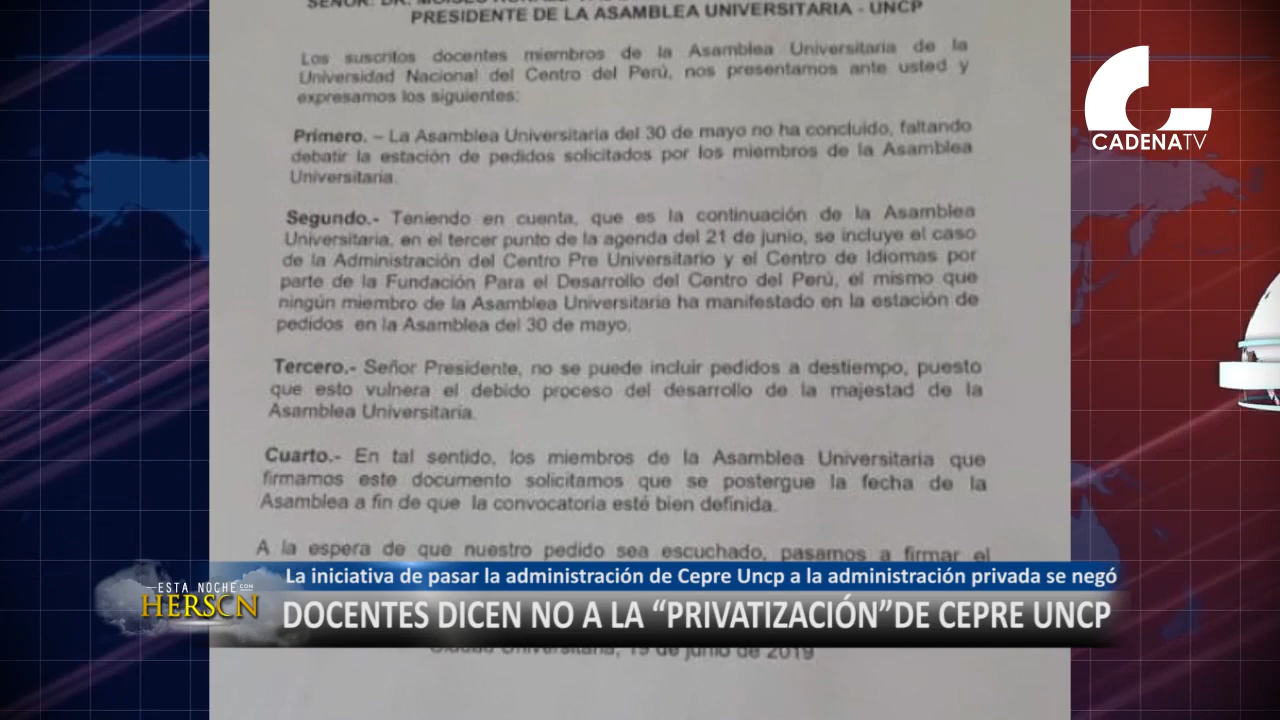 PRESIDENTE DE LA ASAMBLEA UNIVERSITARIA - UNCP
Los suscritos docentes miembros de la Asamblea Universitaria de la
Universidad Nacional del Centro del Perú, nos presentamos ante usted y
expresamos los siguientes:
Primero. – La Asamblea Universitaria del 30 de mayo no ha concluido, faltando
debatir la estación de pedidos solicitados por los miembros de la Asamblea
Universitaria.
Segundo.- Teniendo en cuenta, que es la continuación de la Asamblea
Universitaria, en el tercer punto de la agenda del 21 de junio, se incluye el caso
de la Administración del Centro Pre Universitario y el Centro de Idiomas por
parte de la Fundación Para el Desarrollo del Centro del Perú, el mismo que
ningún miembro de la Asamblea Universitaria ha manifestado en la estación de
pedidos en la Asamblea del 30 de mayo.
Tercero.- Señor Presidente, no se puede incluir pedidos a destiempo, puesto
que esto vulnera el debido proceso del desarrollo de la majestad de la
Asamblea Universitaria.
Cuarto.- En tal sentido, los miembros de la Asamblea Universitaria que
firmamos este documento solicitamos que se postergue la fecha de la
Asamblea a fin de que la convocatoria esté bien definida.
A la espera de que nuestro pedido sea escuchado, pasamos a firmar el
Ciudad Universitaria, 19 de junio de 2019
CADENATV
ESTA NOCHE
.COM
HERSCN
La iniciativa de pasar la administración de Cepre Uncp a la administración privada se negó
DOCENTES DICEN NO A LA “PRIVATIZACIÓN”DE CEPRE UNCP